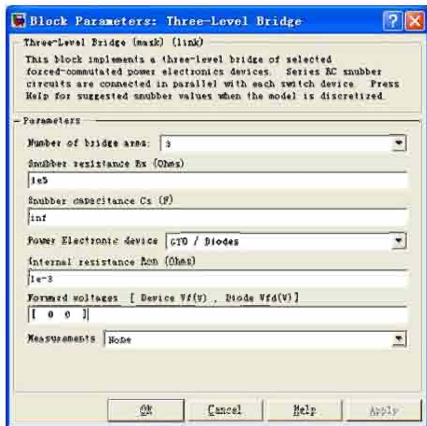 Block Parameters: Three-Level Bridge
Three-Level Bridge (mask) (link)
This block implements a three-level bridge of selected
forced-commutated power electronics devices. Series RC snubber
circuits are connected in parallel with each switch device. Press
Help for suggested snubber values when the model is discretized.
Parameters
Number of bridge arms: 3
Snubber resistance Rs (Ohms)
1e5
Snubber capacitance Cs (F)
inf
Power Electronic device GTO / Diodes
Internal resistance Ron (Ohms)
1e-3
Forward voltages [ Device Vf(V) , Diode Vfd(V)]
[ 0 0 ]
Measurements None
OK Cancel Help Apply